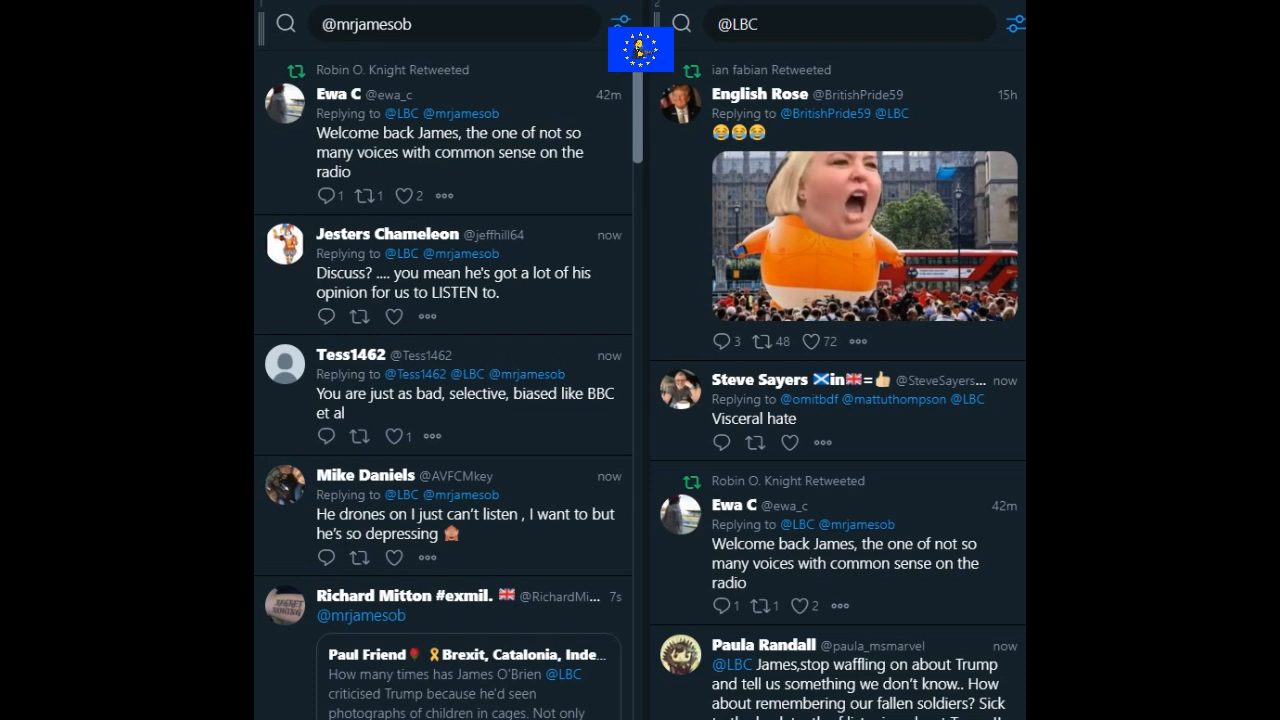 1
@mrjamesob
Robin O. Knight Retweeted
Ewa C @ewa_c 42m
Replying to @LBC @mrjamesob
Welcome back James, the one of not so
many voices with common sense on the
radio
1 1 2
Jesters Chameleon @jeffhill64 now
Replying to @LBC @mrjamesob
Discuss? .... you mean he's got a lot of his
opinion for us to LISTEN to.
Tess1462 @Tess1462 now
Replying to @Tess1462 @LBC @mrjamesob
You are just as bad, selective, biased like BBC
et al
1
Mike Daniels @AVFCMkey now
Replying to @LBC @mrjamesob
He drones on I just can't listen , I want to but
he's so depressing 🙈
Richard Mitton #exmil. 🇬🇧 @RichardMi... 7s
@mrjamesob
Paul Friend🌹 🎗Brexit, Catalonia, Inde...
How many times has James O'Brien @LBC
criticised Trump because he'd seen
photographs of children in cages. Not only
2
@LBC
ian fabian Retweeted
English Rose @BritishPride59 15h
Replying to @BritishPride59 @LBC
😂😂😂
3 48 72
Steve Sayers 🏴󠁧󠁢󠁳󠁣󠁴󠁿in🇬🇧=👍 @SteveSayers... now
Replying to @omitbdf @mattuthompson @LBC
Visceral hate
Robin O. Knight Retweeted
Ewa C @ewa_c 42m
Replying to @LBC @mrjamesob
Welcome back James, the one of not so
many voices with common sense on the
radio
1 1 2
Paula Randall @paula_msmarvel now
@LBC James,stop waffling on about Trump
and tell us something we don't know.. How
about remembering our fallen soldiers? Sick